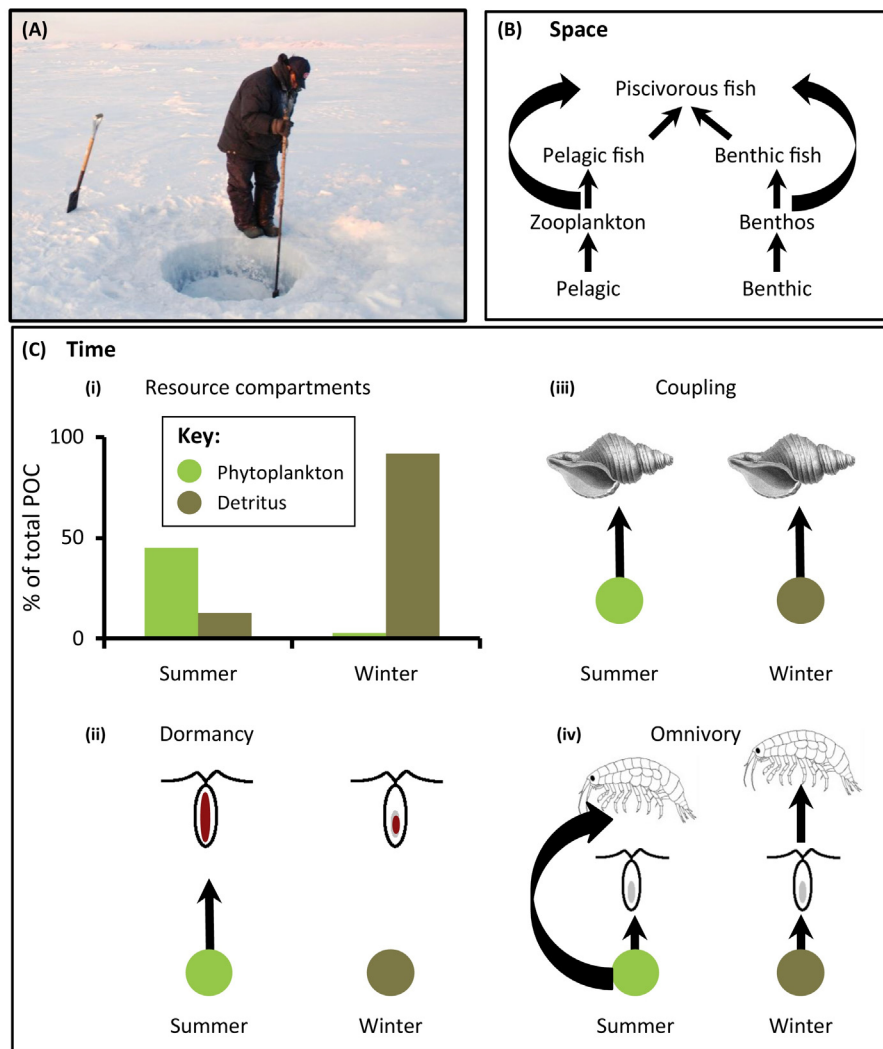 (A)
(B) Space
Piscivorous fish
Pelagic fish Benthic fish
Zooplankton Benthos
Pelagic Benthic
(C) Time
(i) Resource compartments
% of total POC
100
50
0
Key:
Phytoplankton
Detritus
Summer Winter
(iii) Coupling
Summer Winter
(ii) Dormancy
Summer Winter
(iv) Omnivory
Summer Winter